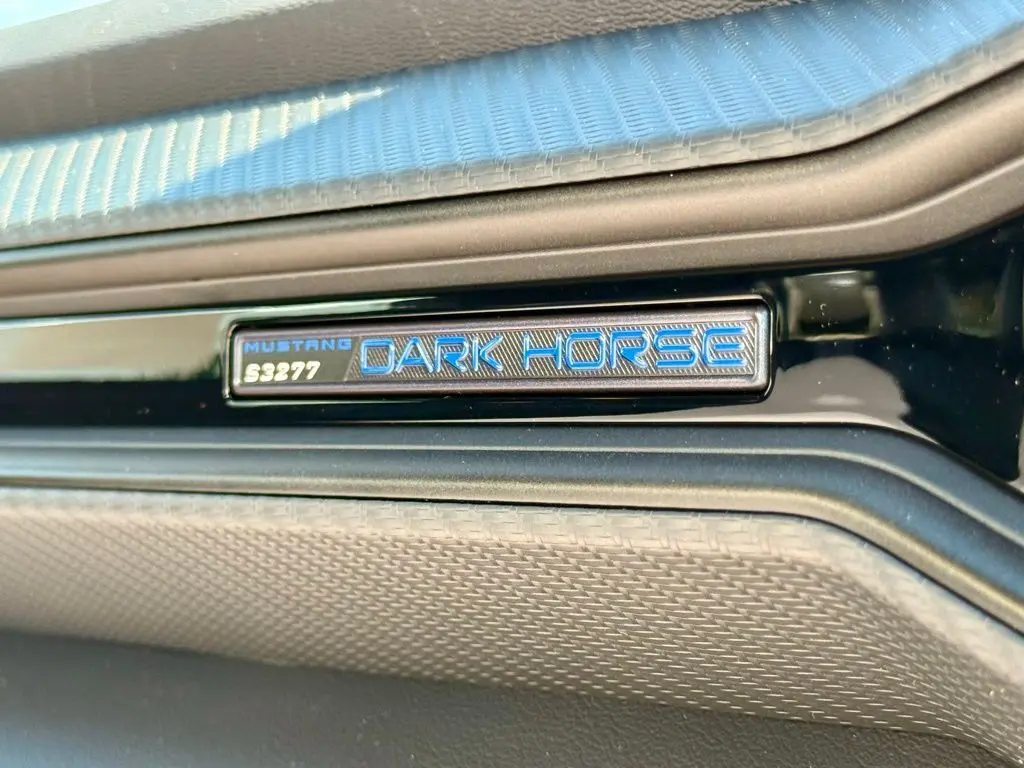 MUSTANG
S3277
DARK HORSE